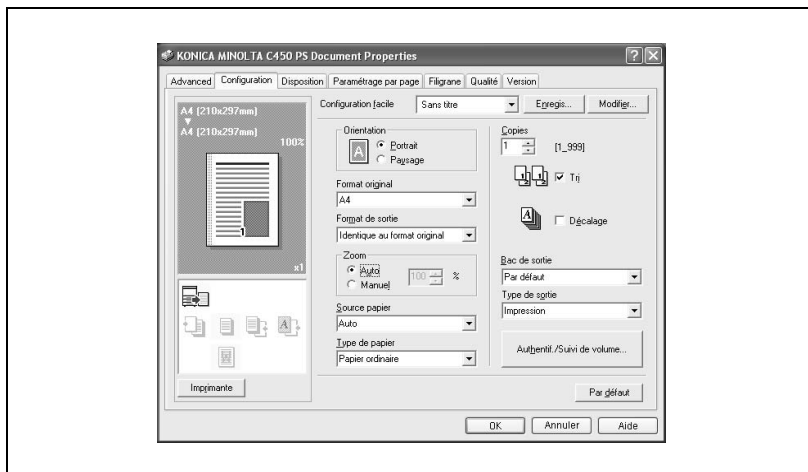 KONICA MINOLTA C450 PS Document Properties
Advanced Configuration Disposition Paramétrage par page Filigrane Qualité Version
A4 (210x297mm)
A4 (210x297mm)
100%
1
x1
Imprimante
Configuration facile Sans titre Enregis... Modifier...
Orientation
A Portrait
Paysage
Format original
A4
Format de sortie
Identique au format original
Zoom
Auto
Manuel
100 %
Source papier
Auto
Type de papier
Papier ordinaire
Copies
1 [1_999]
Tri
Décalage
Bac de sortie
Par défaut
Type de sortie
Impression
Authentif./Suivi de volume...
Par défaut
OK Annuler Aide